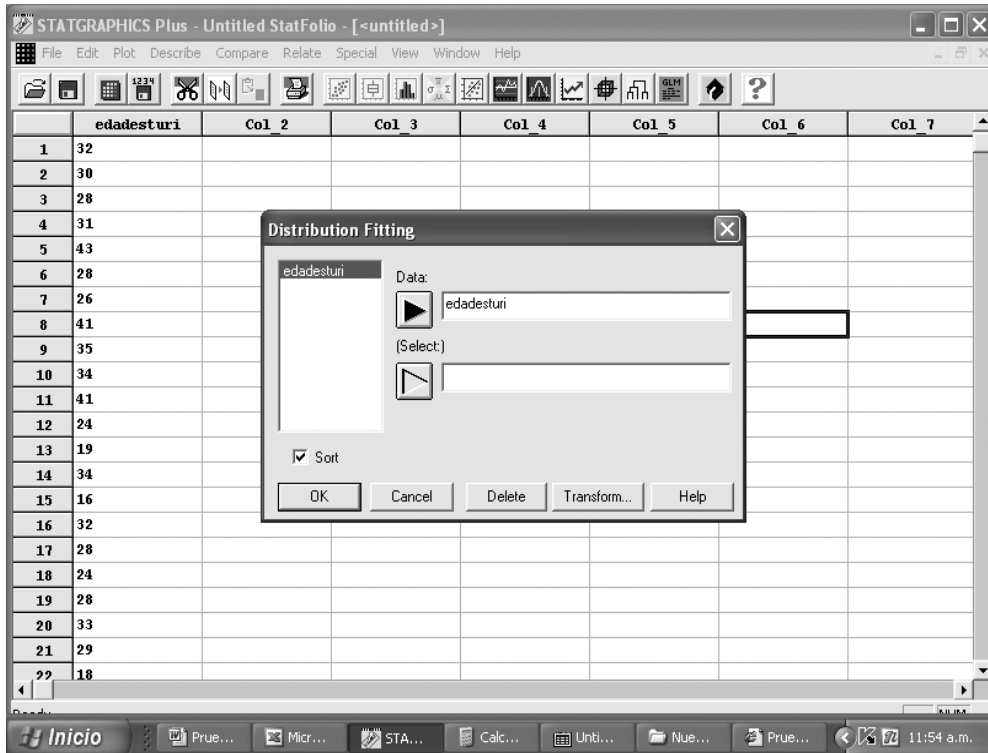 STATGRAPHICS Plus - Untitled StatFolio - [<untitled>]
File Edit Plot Describe Compare Relate Special View Window Help
1234
GLM
edadesturi Col_2 Col_3 Col_4 Col_5 Col_6 Col_7
1 32
2 30
3 28
4 31
5 43
6 28
7 26
8 41
9 35
10 34
11 41
12 24
13 19
14 34
15 16
16 32
17 28
18 24
19 28
20 33
21 29
22 18
Distribution Fitting
edadesturi
Data:
edadesturi
(Select:)
Sort
OK Cancel Delete Transform... Help
Inicio Prue... Micr... STA... Calc... Unti... Nue... Prue... 11:54 a.m.